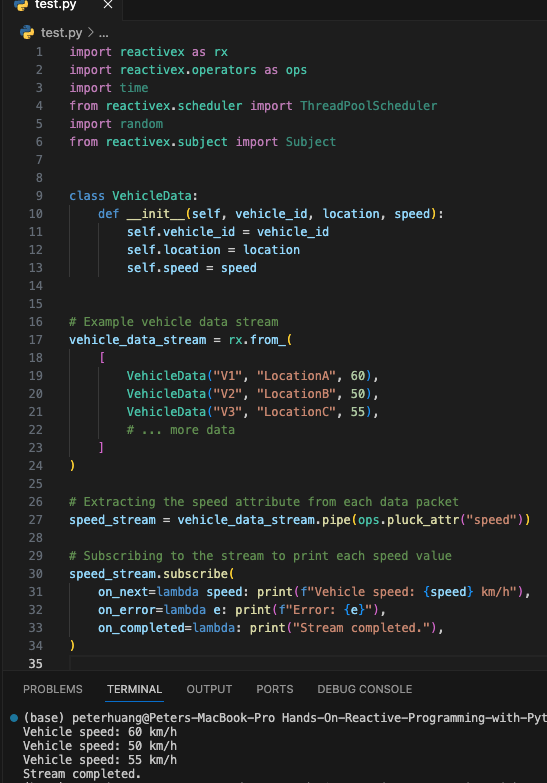 test.py ×
test.py > ...
1 import reactivex as rx
2 import reactivex.operators as ops
3 import time
4 from reactivex.scheduler import ThreadPoolScheduler
5 import random
6 from reactivex.subject import Subject
7
8
9 class VehicleData:
10     def __init__(self, vehicle_id, location, speed):
11         self.vehicle_id = vehicle_id
12         self.location = location
13         self.speed = speed
14
15
16 # Example vehicle data stream
17 vehicle_data_stream = rx.from_(
18     [
19         VehicleData("V1", "LocationA", 60),
20         VehicleData("V2", "LocationB", 50),
21         VehicleData("V3", "LocationC", 55),
22         # ... more data
23     ]
24 )
25
26 # Extracting the speed attribute from each data packet
27 speed_stream = vehicle_data_stream.pipe(ops.pluck_attr("speed"))
28
29 # Subscribing to the stream to print each speed value
30 speed_stream.subscribe(
31     on_next=lambda speed: print(f"Vehicle speed: {speed} km/h"),
32     on_error=lambda e: print(f"Error: {e}"),
33     on_completed=lambda: print("Stream completed."),
34 )
35
PROBLEMS TERMINAL OUTPUT PORTS DEBUG CONSOLE
(base) peterhuang@Peters-MacBook-Pro Hands-On-Reactive-Programming-with-Pyt
Vehicle speed: 60 km/h
Vehicle speed: 50 km/h
Vehicle speed: 55 km/h
Stream completed.